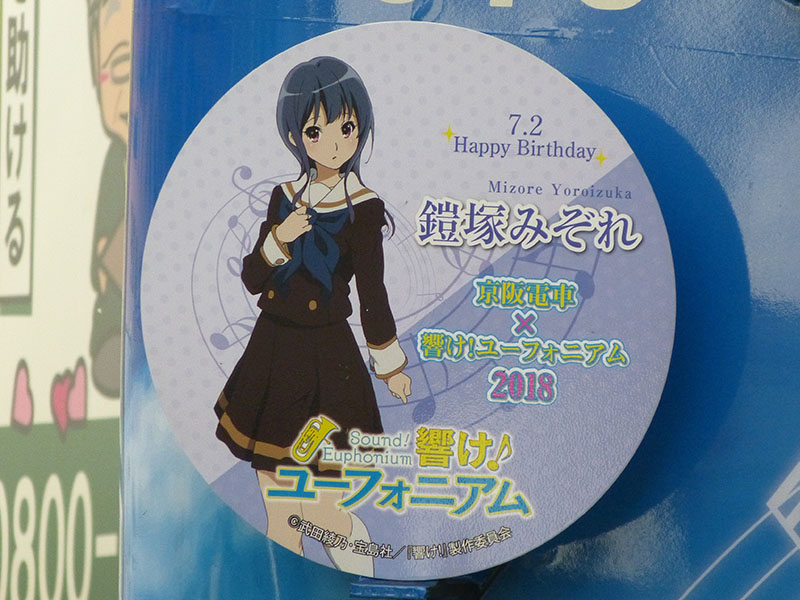 助ける
7.2
Happy Birthday
Mizore Yoroizuka
鎧塚みぞれ
京阪電車
×
響け!ユーフォニアム
2018
Sound!
Euphonium
響け!♪
ユーフォニアム
©武田綾乃・宝島社/『響け!』製作委員会
0800-